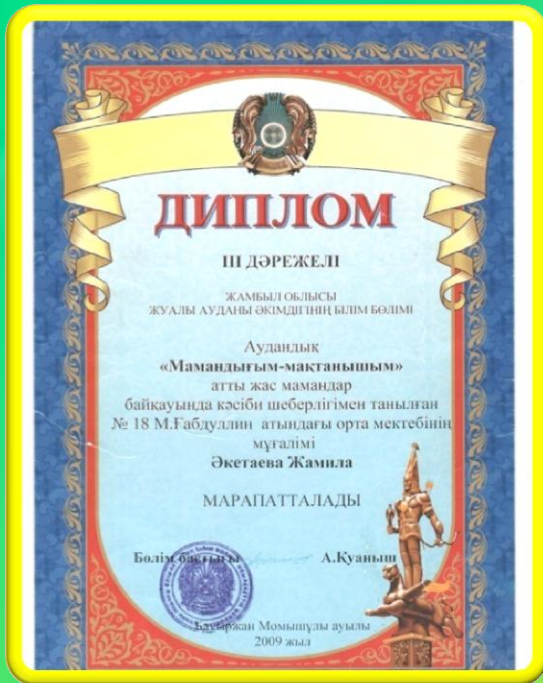 ДИПЛОМ
ІІІ ДӘРЕЖЕЛІ
ЖАМБЫЛ ОБЛЫСЫ
ЖУАЛЫ АУДАНЫ ӘКІМДІГІНІҢ БІЛІМ БӨЛІМІ
Аудандық
«Мамандығым-мақтанышым»
атты жас мамандар
байқауында кәсіби шеберлігімен танылған
№ 18 М.Ғабдуллин атындағы орта мектебінің
мұғалімі
Әкетаева Жамила
МАРАПАТТАЛАДЫ
Бөлім бастығы А.Қуаныш
Бауыржан Момышұлы ауылы
2009 жыл